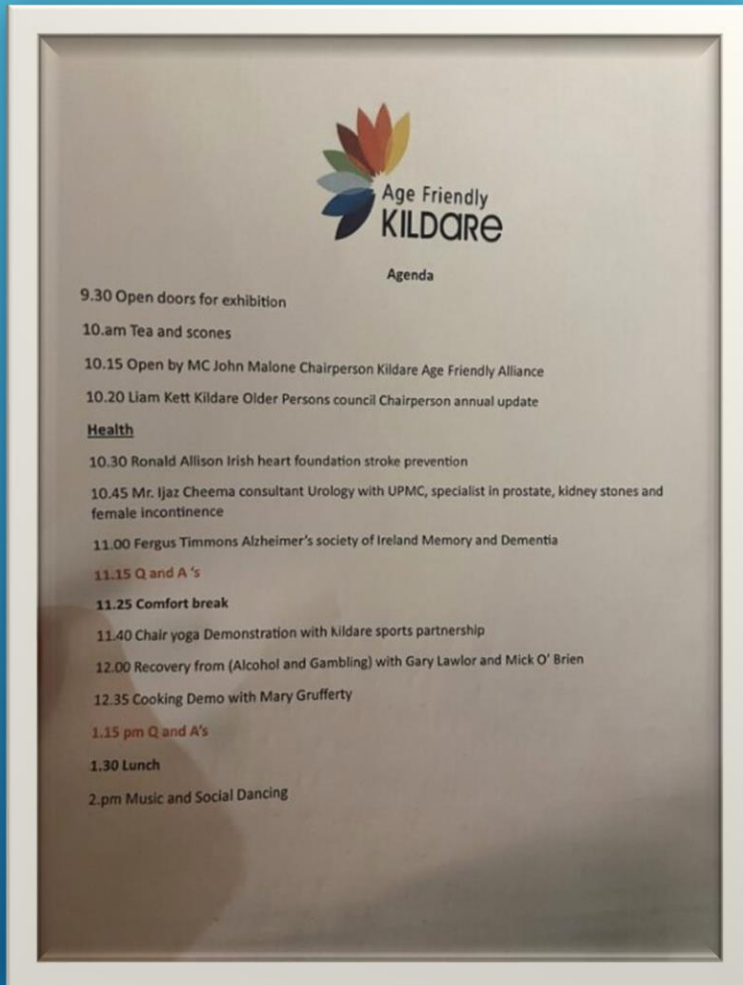 Age Friendly
KILDARE
Agenda
9.30 Open doors for exhibition
10.am Tea and scones
10.15 Open by MC John Malone Chairperson Kildare Age Friendly Alliance
10.20 Liam Kett Kildare Older Persons council Chairperson annual update
Health
10.30 Ronald Allison Irish heart foundation stroke prevention
10.45 Mr. Ijaz Cheema consultant Urology with UPMC, specialist in prostate, kidney stones and
female incontinence
11.00 Fergus Timmons Alzheimer's society of Ireland Memory and Dementia
11.15 Q and A 's
11.25 Comfort break
11.40 Chair yoga Demonstration with Kildare sports partnership
12.00 Recovery from (Alcohol and Gambling) with Gary Lawlor and Mick O' Brien
12.35 Cooking Demo with Mary Grufferty
1.15 pm Q and A's
1.30 Lunch
2.pm Music and Social Dancing